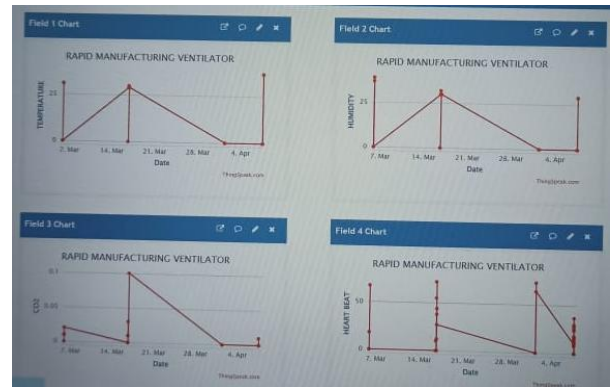 Field 1 Chart
RAPID MANUFACTURING VENTILATOR
TEMPERATURE
25
0
7. Mar 14. Mar 21. Mar 28. Mar 4. Apr
Date
ThingSpeak.com
Field 2 Chart
RAPID MANUFACTURING VENTILATOR
HUMIDITY
25
0
7. Mar 14. Mar 21. Mar 28. Mar 4. Apr
Date
ThingSpeak.com
Field 3 Chart
RAPID MANUFACTURING VENTILATOR
CO2
0.1
0.05
0
7. Mar 14. Mar 21. Mar 28. Mar 4. Apr
Date
ThingSpeak.com
Field 4 Chart
RAPID MANUFACTURING VENTILATOR
HEART BEAT
50
0
7. Mar 14. Mar 21. Mar 28. Mar 4. Apr
Date
ThingSpeak.com